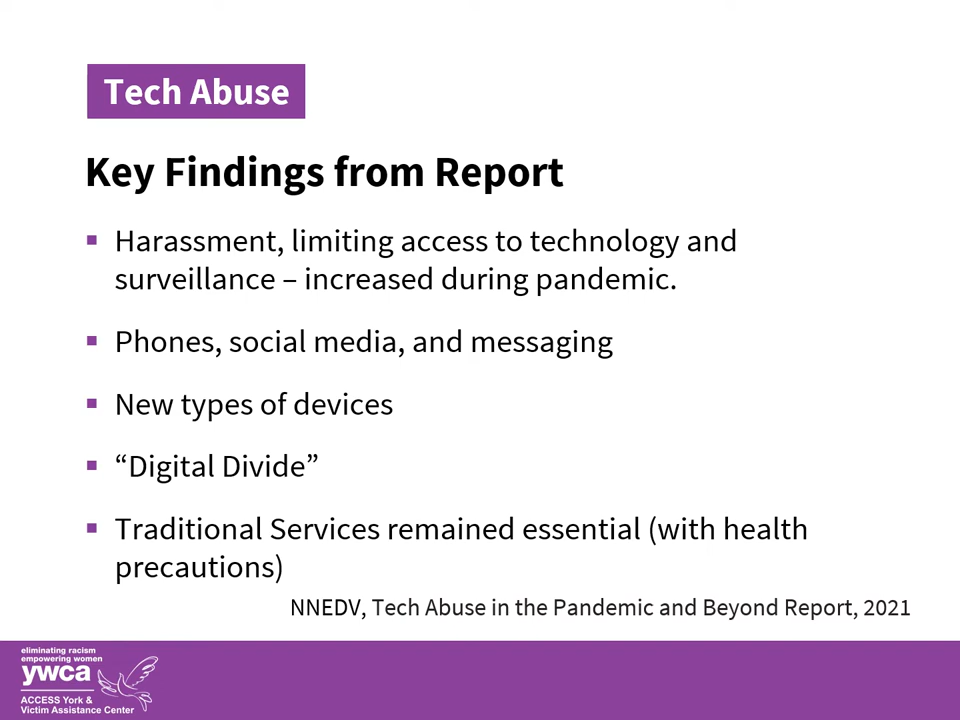 Tech Abuse
Key Findings from Report
▪ Harassment, limiting access to technology and
surveillance – increased during pandemic.
▪ Phones, social media, and messaging
▪ New types of devices
▪ “Digital Divide”
▪ Traditional Services remained essential (with health
precautions)
NNEDV, Tech Abuse in the Pandemic and Beyond Report, 2021
eliminating racism
empowering women
ywca
ACCESS York &
Victim Assistance Center